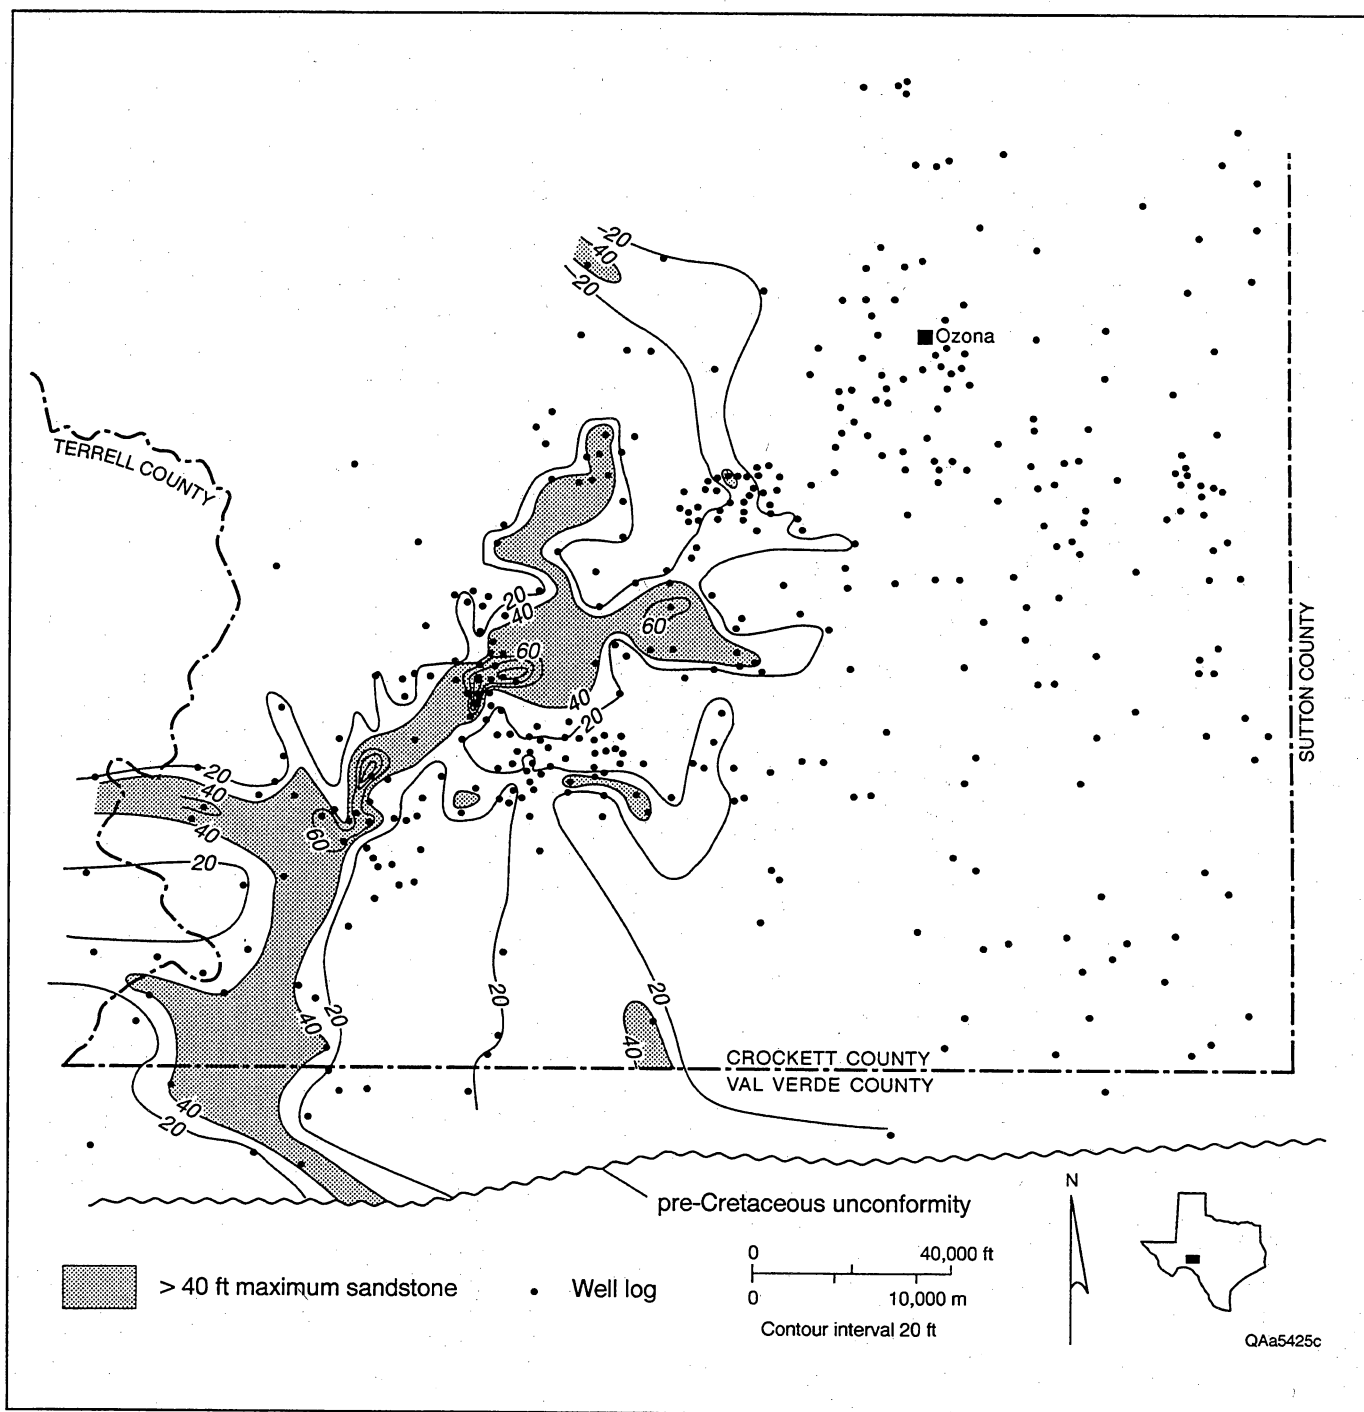 20
40
20
Ozona
TERRELL COUNTY
20
40
60
60
40
20
SUTTON COUNTY
20
40
40
60
20
20
40
20
20
40
CROCKETT COUNTY
VAL VERDE COUNTY
40
20
pre-Cretaceous unconformity
N
> 40 ft maximum sandstone
Well log
0 40,000 ft
0 10,000 m
Contour interval 20 ft
QAa5425c